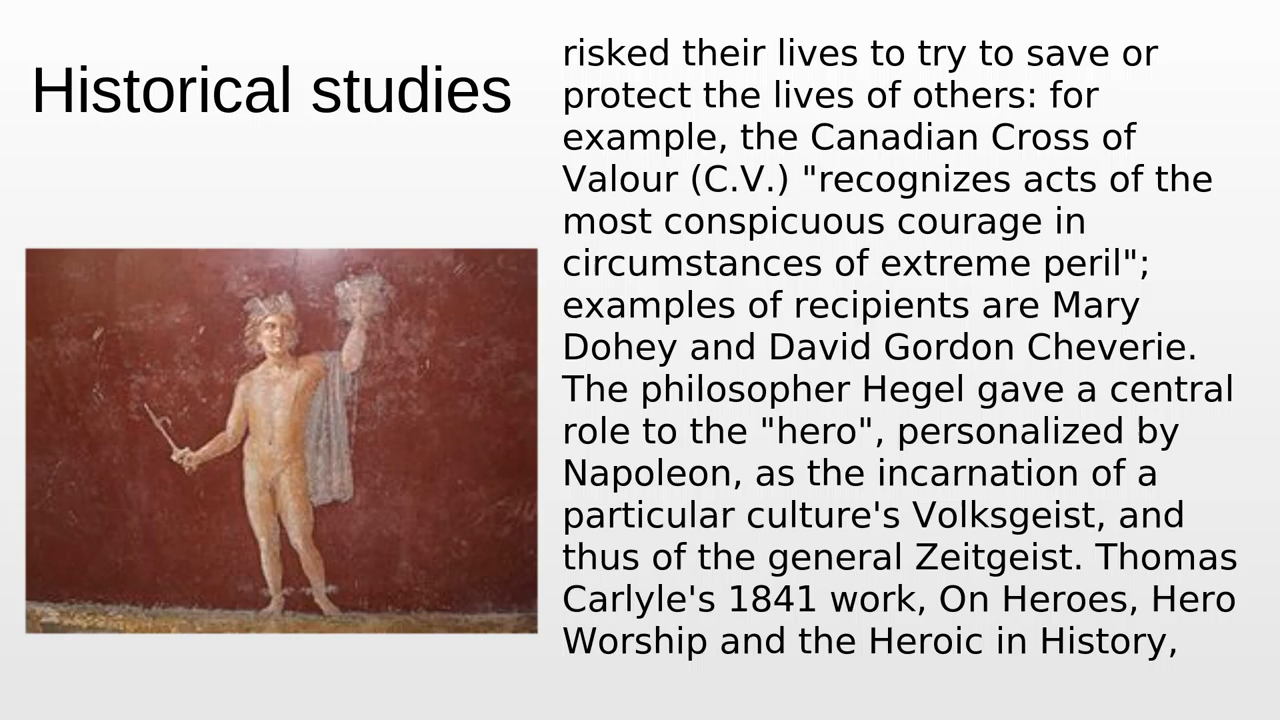 Historical studies
risked their lives to try to save or
protect the lives of others: for
example, the Canadian Cross of
Valour (C.V.) "recognizes acts of the
most conspicuous courage in
circumstances of extreme peril";
examples of recipients are Mary
Dohey and David Gordon Cheverie.
The philosopher Hegel gave a central
role to the "hero", personalized by
Napoleon, as the incarnation of a
particular culture's Volksgeist, and
thus of the general Zeitgeist. Thomas
Carlyle's 1841 work, On Heroes, Hero
Worship and the Heroic in History,